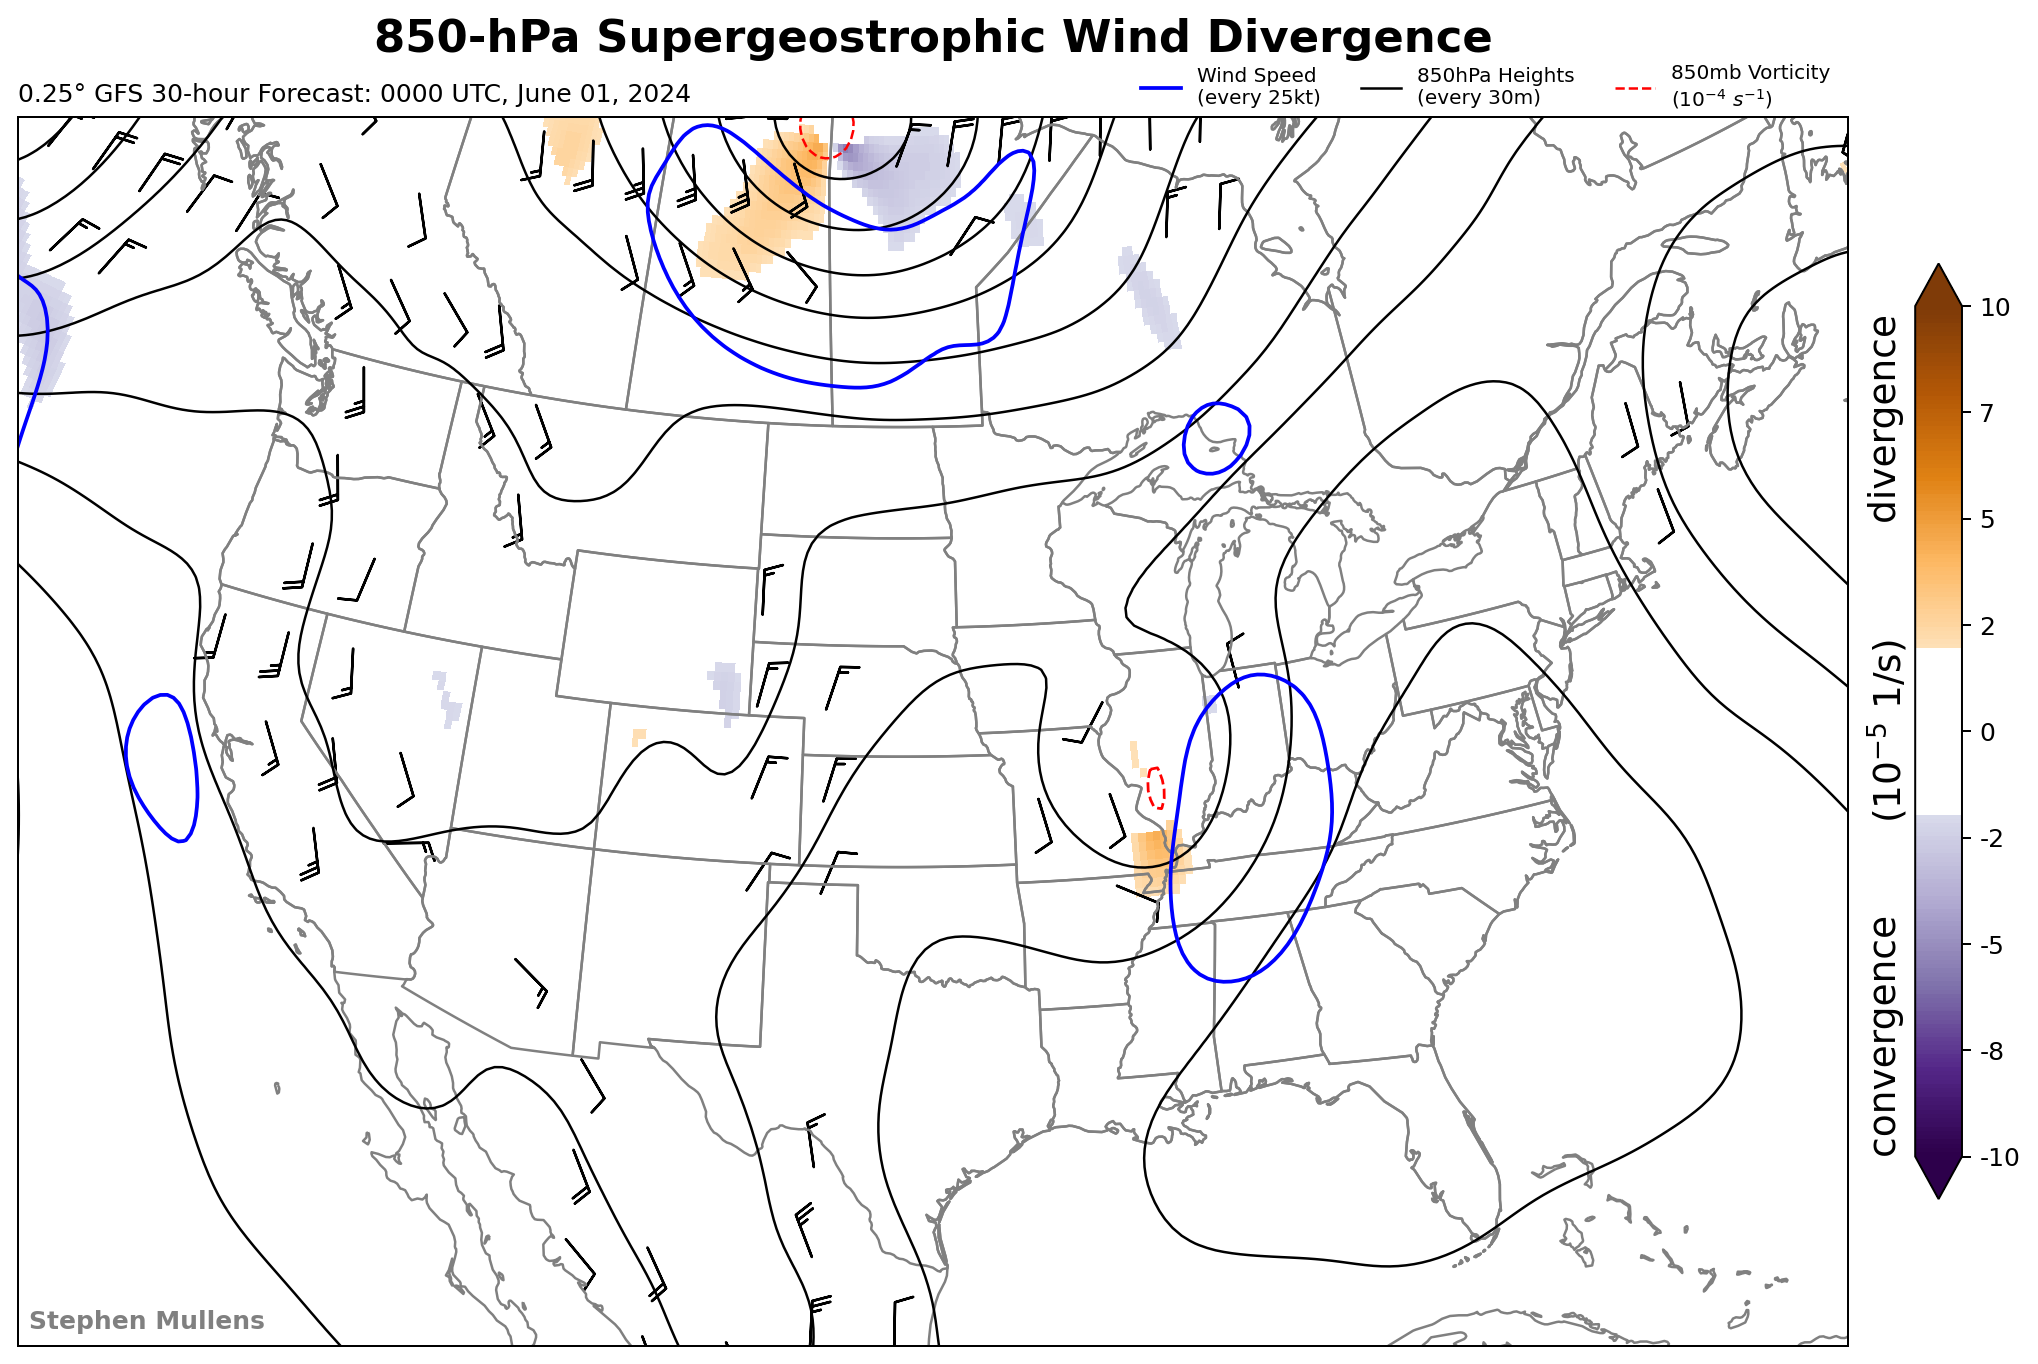 850-hPa Supergeostrophic Wind Divergence
0.25° GFS 30-hour Forecast: 0000 UTC, June 01, 2024
Wind Speed
(every 25kt)
850hPa Heights
(every 30m)
850mb Vorticity
(10⁻⁴ s⁻¹)
divergence
(10⁻⁵ 1/s)
convergence
10
7
5
2
0
-2
-5
-8
-10
Stephen Mullens